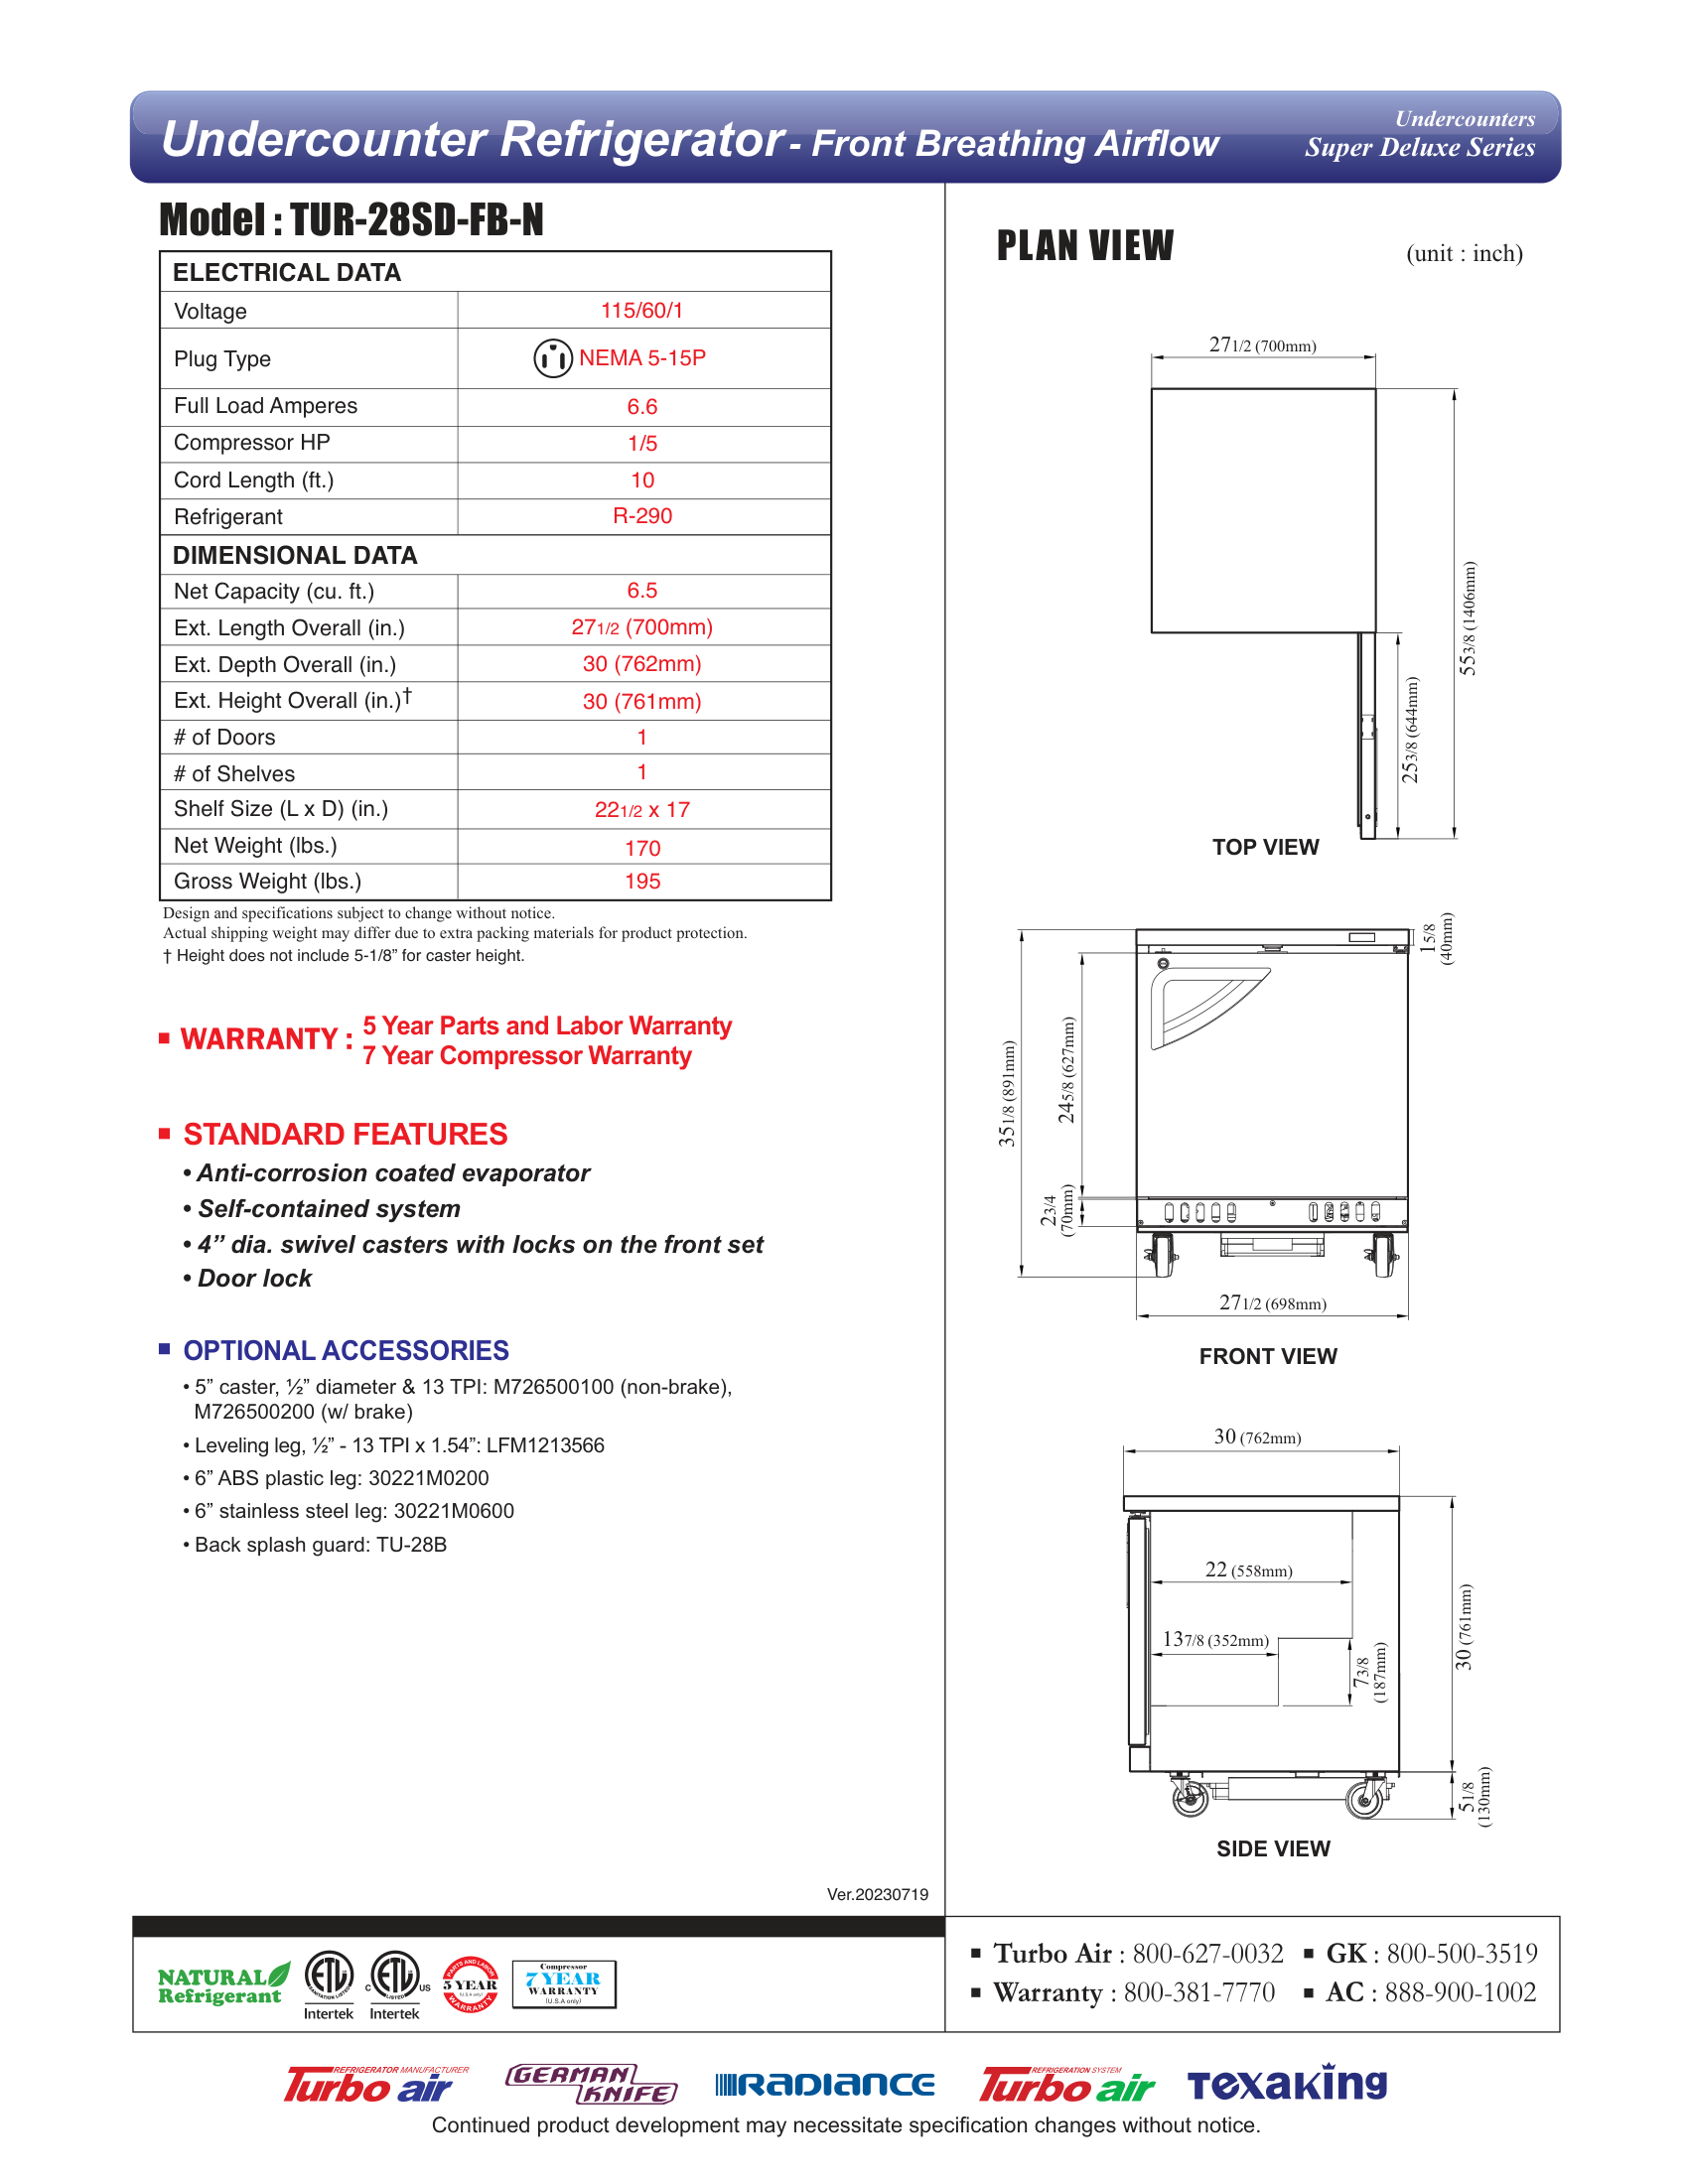 Undercounter Refrigerator - Front Breathing Airflow
Undercounters
Super Deluxe Series
Model : TUR-28SD-FB-N
ELECTRICAL DATA
Voltage 115/60/1
Plug Type NEMA 5-15P
Full Load Amperes 6.6
Compressor HP 1/5
Cord Length (ft.) 10
Refrigerant R-290
DIMENSIONAL DATA
Net Capacity (cu. ft.) 6.5
Ext. Length Overall (in.) 27 1/2 (700mm)
Ext. Depth Overall (in.) 30 (762mm)
Ext. Height Overall (in.)† 30 (761mm)
# of Doors 1
# of Shelves 1
Shelf Size (L x D) (in.) 22 1/2 x 17
Net Weight (lbs.) 170
Gross Weight (lbs.) 195
Design and specifications subject to change without notice.
Actual shipping weight may differ due to extra packing materials for product protection.
† Height does not include 5-1/8” for caster height.
WARRANTY : 5 Year Parts and Labor Warranty
7 Year Compressor Warranty
STANDARD FEATURES
• Anti-corrosion coated evaporator
• Self-contained system
• 4” dia. swivel casters with locks on the front set
• Door lock
OPTIONAL ACCESSORIES
• 5” caster, ½” diameter & 13 TPI: M726500100 (non-brake),
M726500200 (w/ brake)
• Leveling leg, ½” - 13 TPI x 1.54”: LFM1213566
• 6” ABS plastic leg: 30221M0200
• 6” stainless steel leg: 30221M0600
• Back splash guard: TU-28B
Ver.20230719
PLAN VIEW
(unit : inch)
27 1/2 (700mm)
55 3/8 (1406mm)
25 3/8 (644mm)
TOP VIEW
1 5/8
(40mm)
35 1/8 (891mm)
24 5/8 (627mm)
2 3/4
(70mm)
27 1/2 (698mm)
FRONT VIEW
30 (762mm)
22 (558mm)
13 7/8 (352mm)
7 3/8
(187mm)
30 (761mm)
5 1/8
(130mm)
SIDE VIEW
NATURAL
Refrigerant
ETL
SANITATION LISTED
Intertek
C ETL US
LISTED
Intertek
PARTS AND LABOR
5 YEAR
(U.S.A only)
WARRANTY
Compressor
7 YEAR
WARRANTY
(U.S.A only)
Turbo Air : 800-627-0032
GK : 800-500-3519
Warranty : 800-381-7770
AC : 888-900-1002
REFRIGERATOR MANUFACTURER
Turbo air
GERMAN
KNIFE
RADIANCE
REFRIGERATION SYSTEM
Turbo air
TEXAKING
Continued product development may necessitate specification changes without notice.